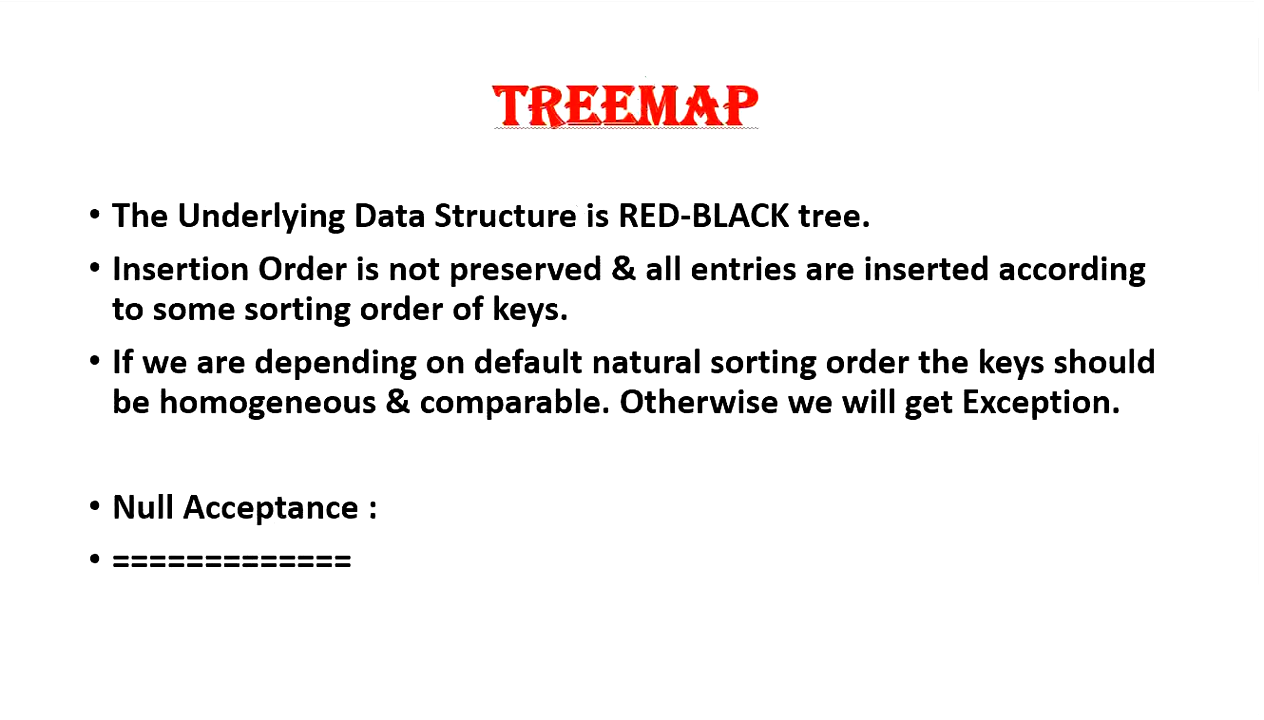 TREEMAP
• The Underlying Data Structure is RED-BLACK tree.
• Insertion Order is not preserved & all entries are inserted according
to some sorting order of keys.
• If we are depending on default natural sorting order the keys should
be homogeneous & comparable. Otherwise we will get Exception.
• Null Acceptance :
• =============